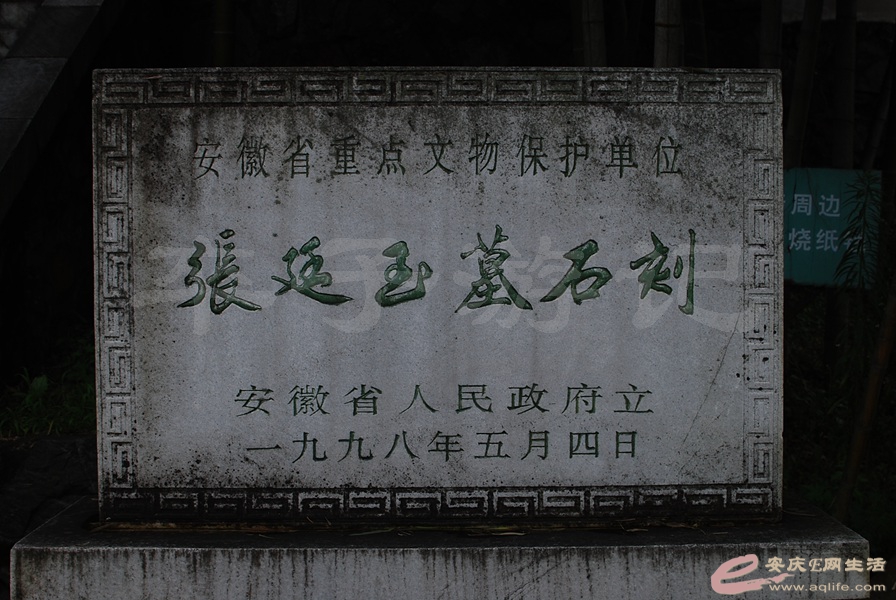 安徽省重点文物保护单位
張廷玉墓石刻
安徽省人民政府立
一九九八年五月四日
周边
烧纸
安庆E网生活
www.aqlife.com